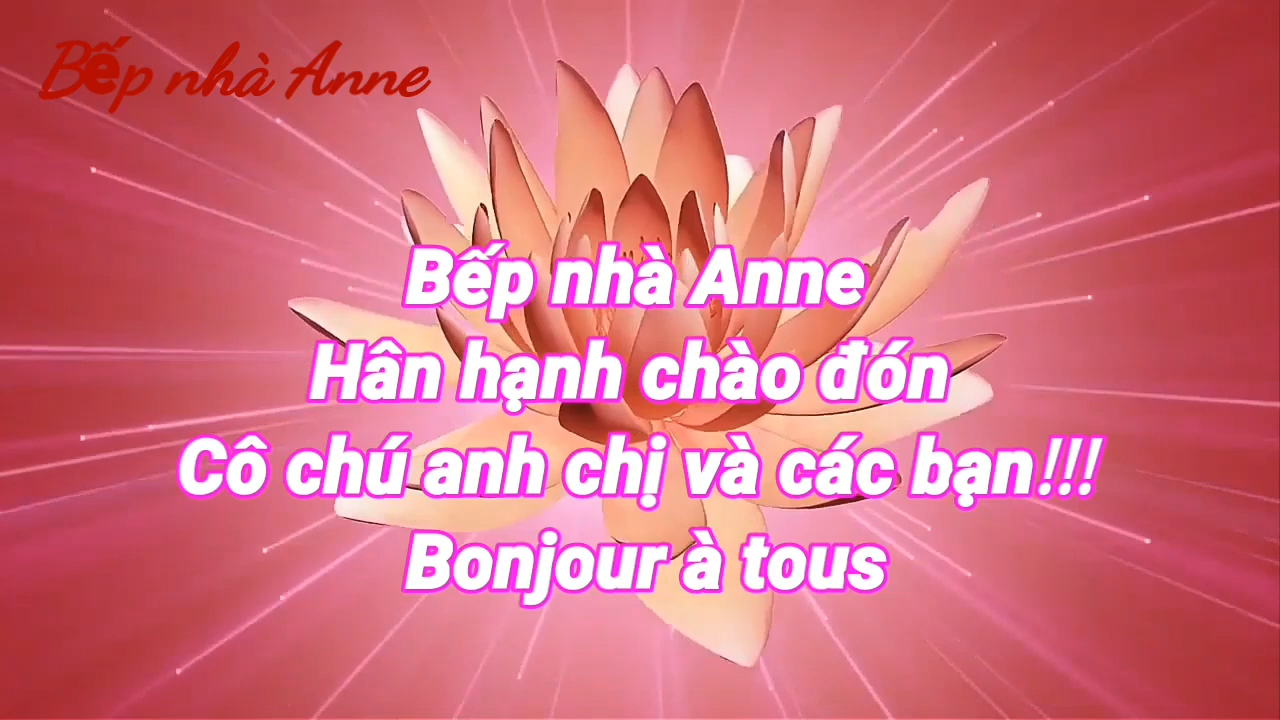 Bếp nhà Anne
Bếp nhà Anne
Hân hạnh chào đón
Cô chú anh chị và các bạn!!!
Bonjour à tous